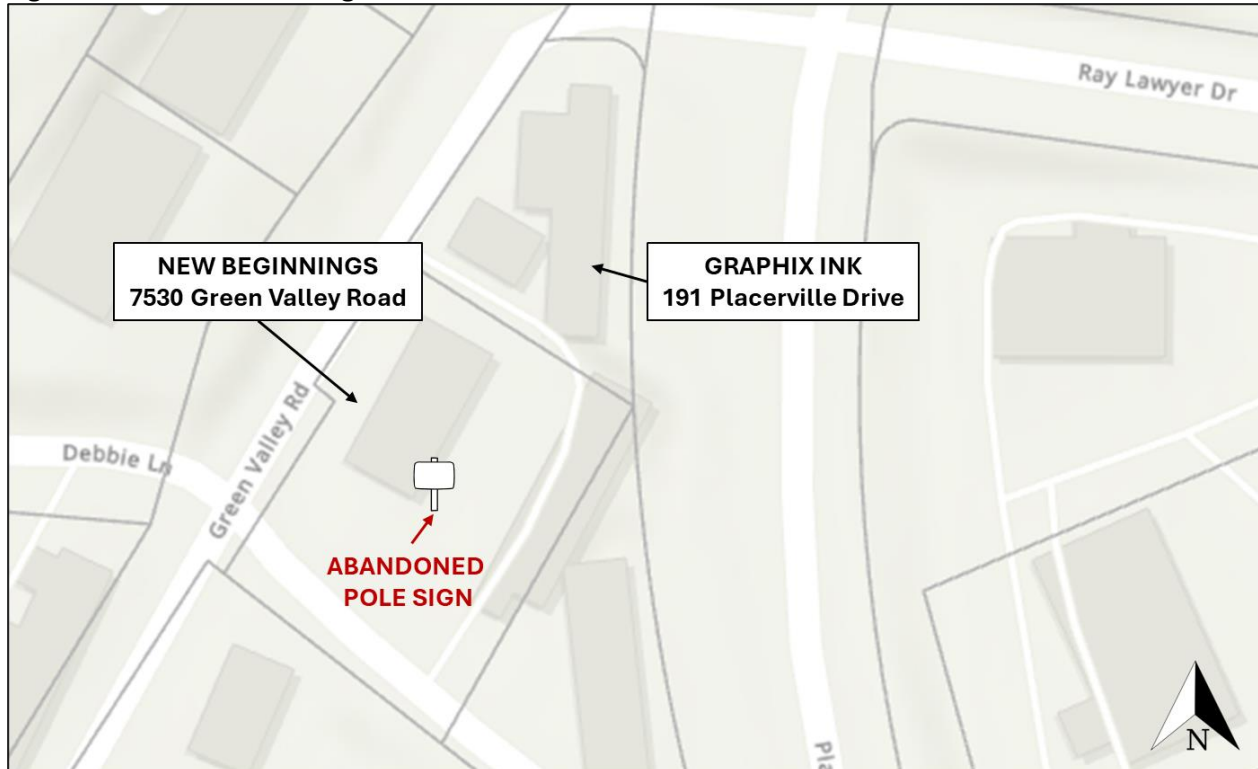 Ray Lawyer Dr
NEW BEGINNINGS
7530 Green Valley Road
GRAPHIX INK
191 Placerville Drive
Green Valley Rd
Debbie Ln
ABANDONED
POLE SIGN
Pla
N